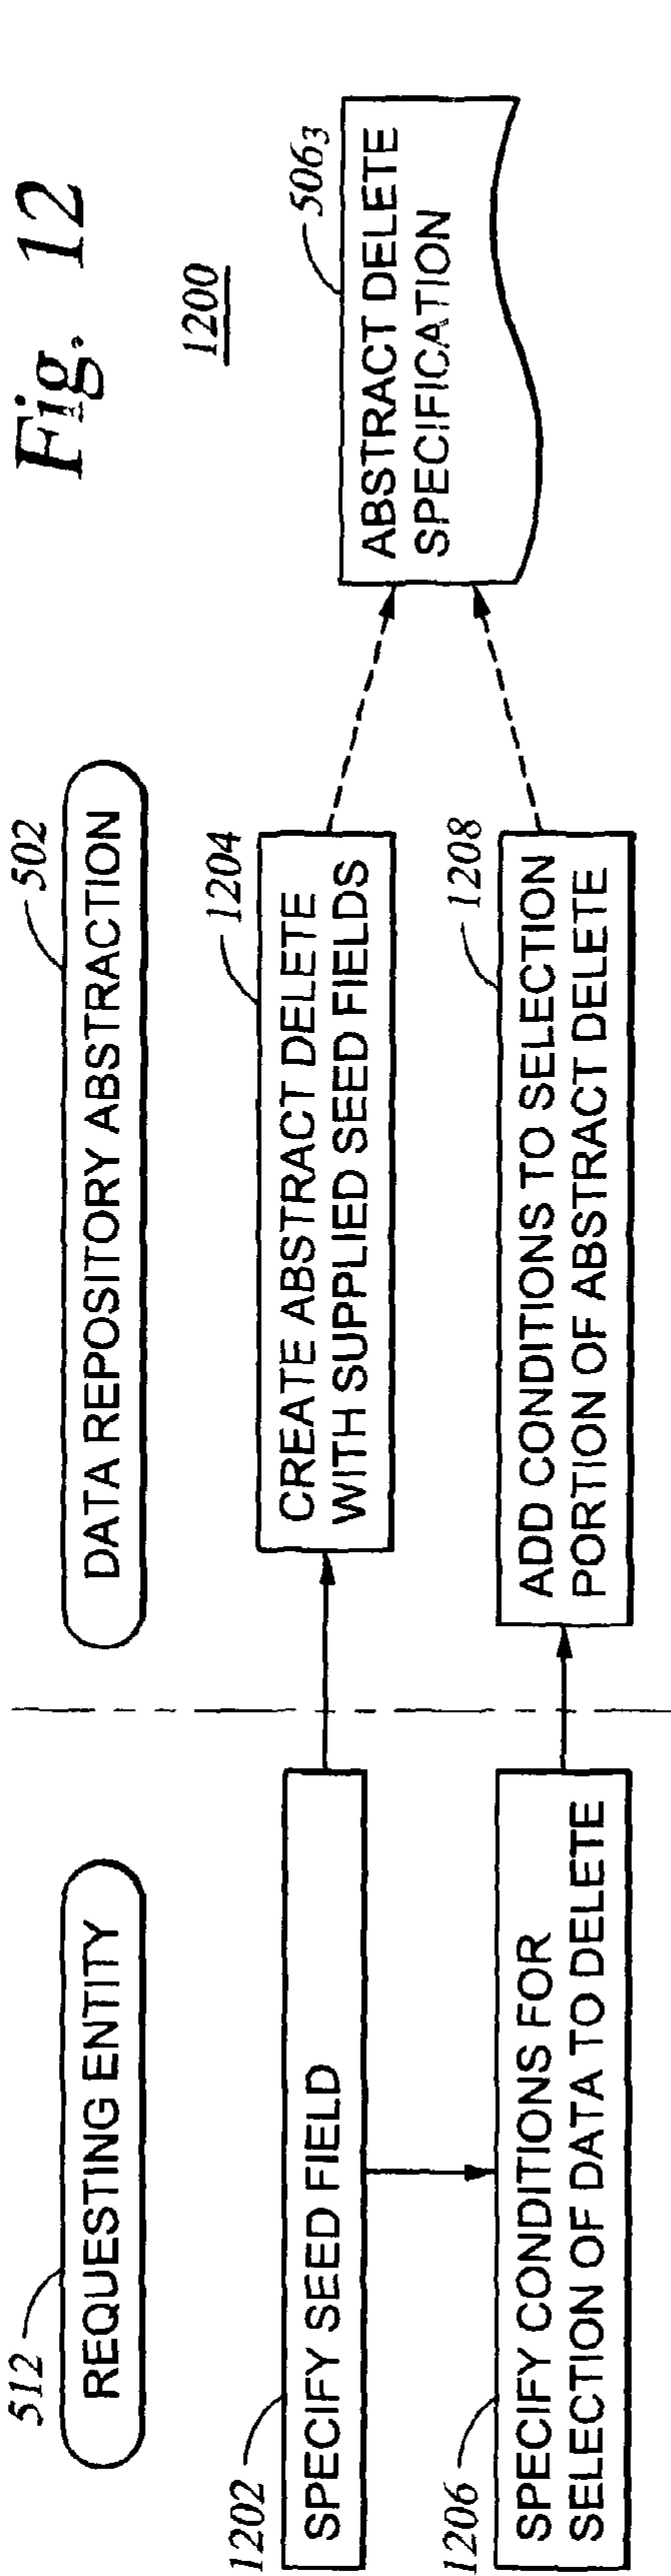 Fig. 12
1200
512
REQUESTING ENTITY
502
DATA REPOSITORY ABSTRACTION
1202
SPECIFY SEED FIELD
1204
CREATE ABSTRACT DELETE
WITH SUPPLIED SEED FIELDS
506₃
ABSTRACT DELETE
SPECIFICATION
1206
SPECIFY CONDITIONS FOR
SELECTION OF DATA TO DELETE
1208
ADD CONDITIONS TO SELECTION
PORTION OF ABSTRACT DELETE